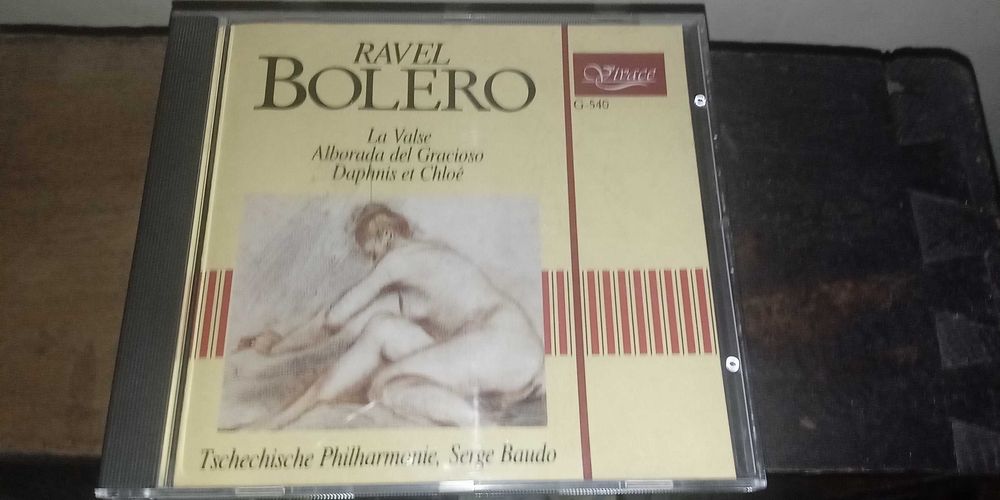 RAVEL
BOLERO
La Valse
Alborada del Gracioso
Daphnis et Chloé
Vivace
G-540
Tschechische Philharmonie, Serge Baudo